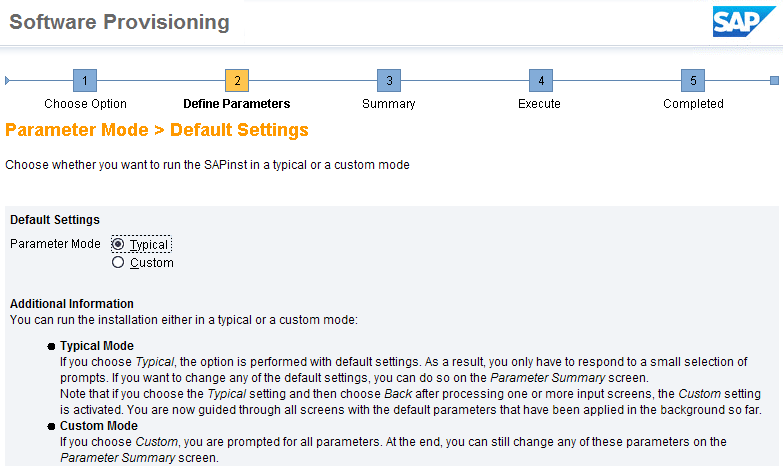 Software Provisioning
SAP
1 2 3 4 5
Choose Option Define Parameters Summary Execute Completed
Parameter Mode > Default Settings
Choose whether you want to run the SAPinst in a typical or a custom mode
Default Settings
Parameter Mode Typical
Custom
Additional Information
You can run the installation either in a typical or a custom mode:
● Typical Mode
If you choose Typical, the option is performed with default settings. As a result, you only have to respond to a small selection of
prompts. If you want to change any of the default settings, you can do so on the Parameter Summary screen.
Note that if you choose the Typical setting and then choose Back after processing one or more input screens, the Custom setting
is activated. You are now guided through all screens with the default parameters that have been applied in the background so far.
● Custom Mode
If you choose Custom, you are prompted for all parameters. At the end, you can still change any of these parameters on the
Parameter Summary screen.